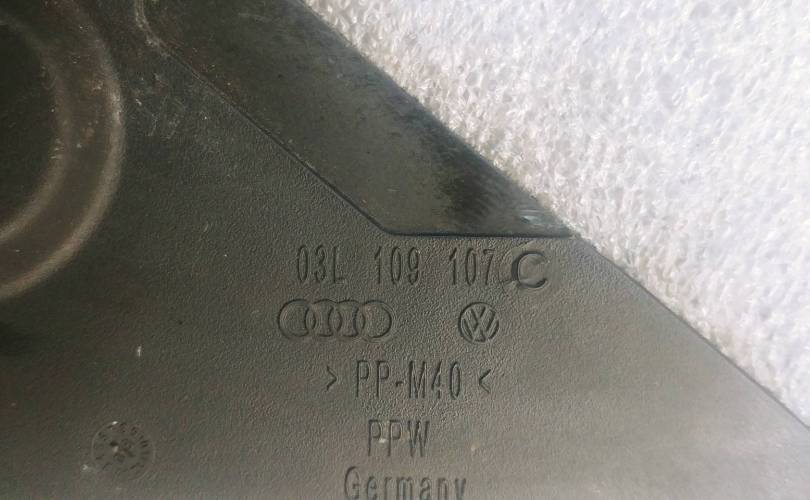 03L 109 107 C
> PP-M40 <
PPW
Germany